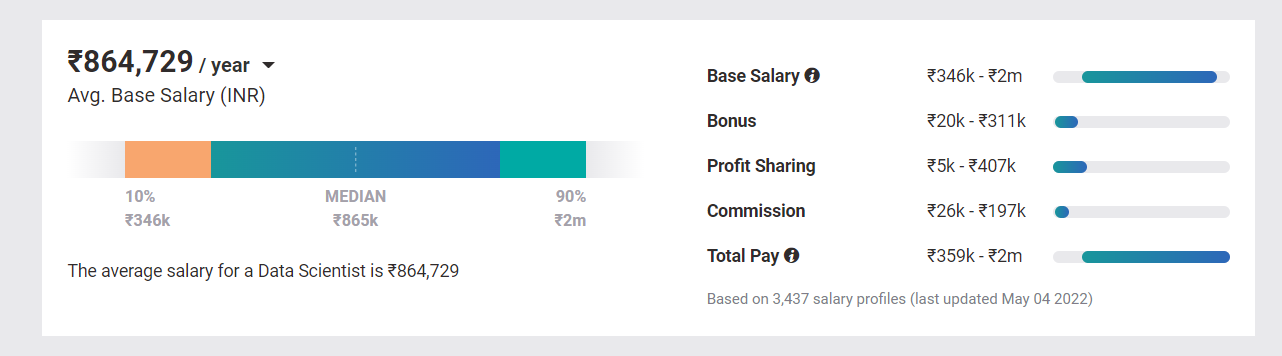 ₹864,729 / year
Avg. Base Salary (INR)
10% MEDIAN 90%
₹346k ₹865k ₹2m
The average salary for a Data Scientist is ₹864,729
Base Salary ₹346k - ₹2m
Bonus ₹20k - ₹311k
Profit Sharing ₹5k - ₹407k
Commission ₹26k - ₹197k
Total Pay ₹359k - ₹2m
Based on 3,437 salary profiles (last updated May 04 2022)